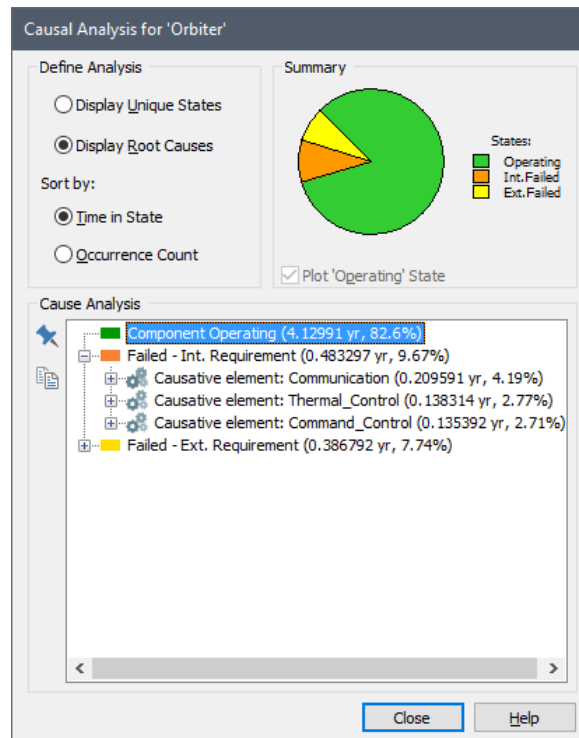 Causal Analysis for 'Orbiter'
Define Analysis
Display Unique States
Display Root Causes
Sort by:
Time in State
Occurrence Count
Summary
States:
Operating
Int.Failed
Ext.Failed
Plot 'Operating' State
Cause Analysis
Component Operating (4.12991 yr, 82.6%)
Failed - Int. Requirement (0.483297 yr, 9.67%)
Causative element: Communication (0.209591 yr, 4.19%)
Causative element: Thermal_Control (0.138314 yr, 2.77%)
Causative element: Command_Control (0.135392 yr, 2.71%)
Failed - Ext. Requirement (0.386792 yr, 7.74%)
Close
Help